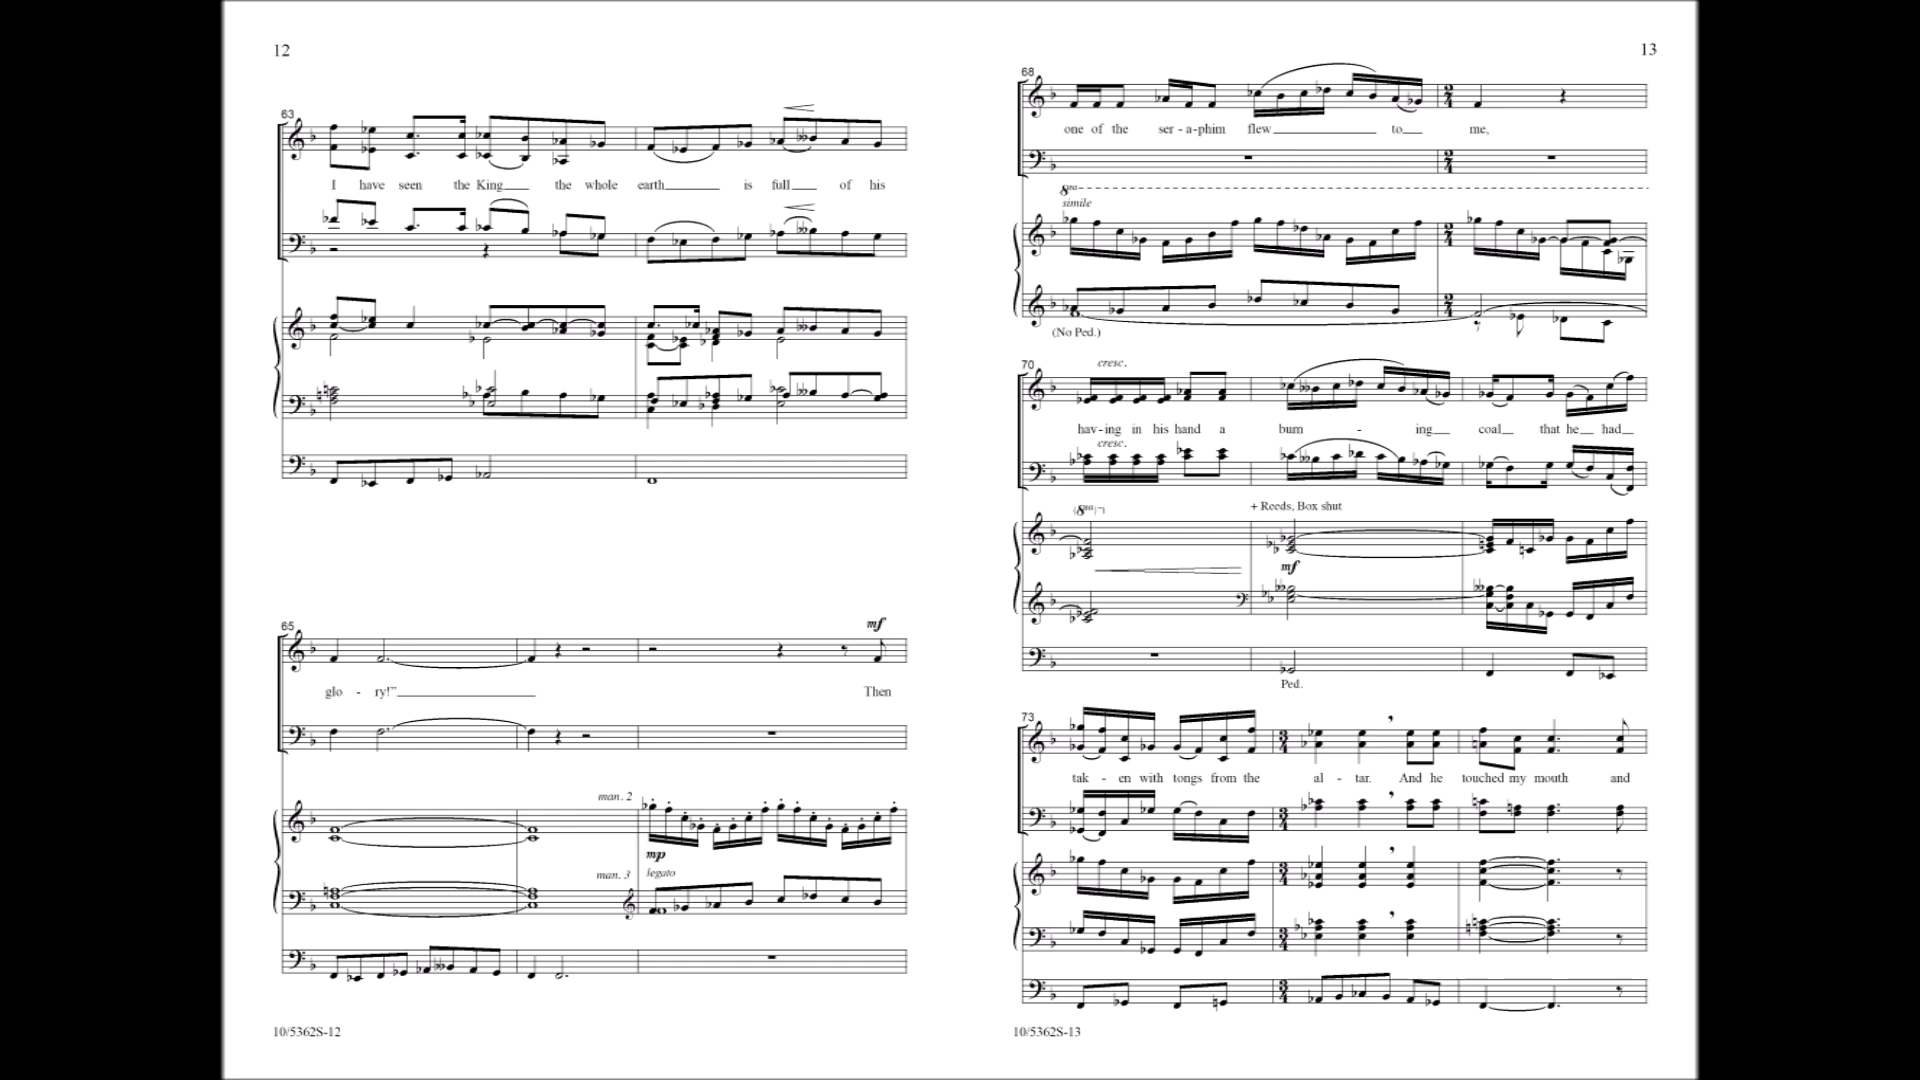 12
63
I have seen the King the whole earth is full of his
65
mf
glo - ry!”
Then
man. 2
mp
man. 3 legato
10/5362S-12
13
68
one of the ser - a - phim flew to me,
8va
simile
(No Ped.)
70
cresc.
hav - ing in his hand a burn - ing coal that he had
cresc.
(8va)
+ Reeds, Box shut
mf
Ped.
73
tak - en with tongs from the al - tar. And he touched my mouth and
10/5362S-13